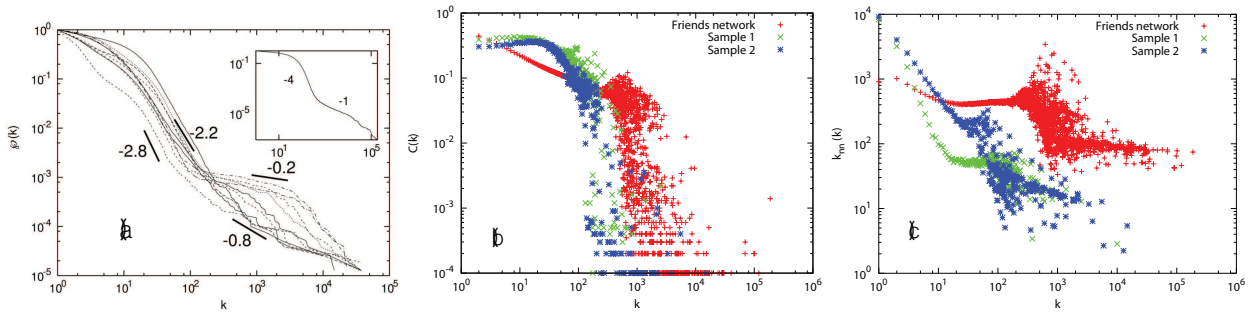 10^0
10^-1
10^-2
10^-3
10^-4
10^-5
℘(k)
10^0 10^1 10^2 10^3 10^4 10^5
k
-2.8
-2.2
-0.2
-0.8
a
10^-1
10^-5
10^1 10^5
-4
-1
10^0
10^-1
10^-2
10^-3
10^-4
C(k)
10^0 10^1 10^2 10^3 10^4 10^5 10^6
k
Friends network
Sample 1
Sample 2
b
10^4
10^3
10^2
10^1
10^0
k_nn (k)
10^0 10^1 10^2 10^3 10^4 10^5 10^6
k
Friends network
Sample 1
Sample 2
c